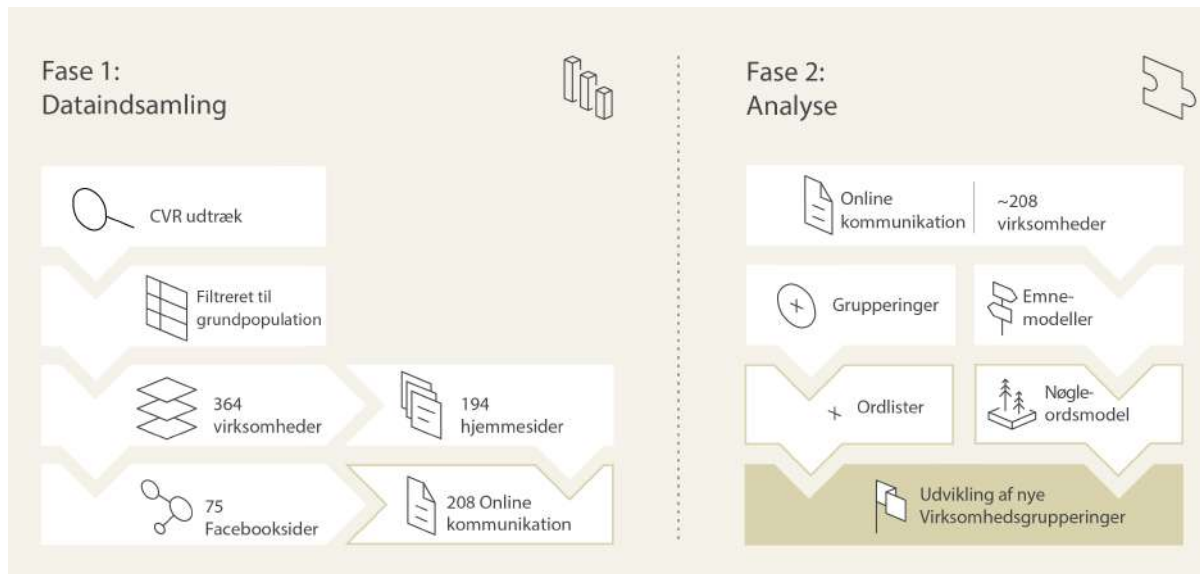 Fase 1:
Dataindsamling
CVR udtræk
Filtreret til
grundpopulation
364
virksomheder
194
hjemmesider
75
Facebooksider
208 Online
kommunikation
Fase 2:
Analyse
Online
kommunikation
~208
virksomheder
Grupperinger
Emne-
modeller
Ordlister
Nøgle-
ordsmodel
Udvikling af nye
Virksomhedsgrupperinger